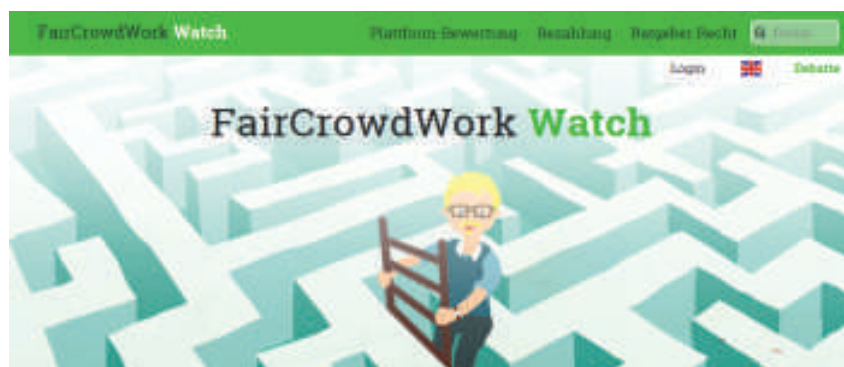 FairCrowdWork Watch Plattform-Bewertung Bezahlung Ratgeber Recht
Login Debatte
FairCrowdWork Watch